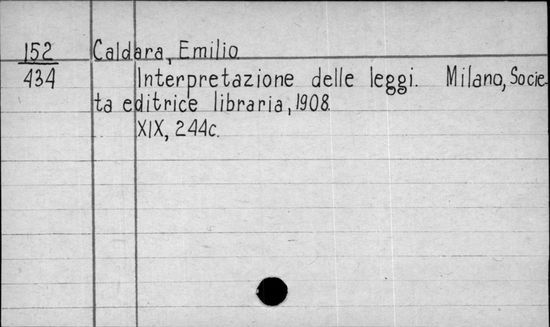 152 Caldara, Emilio
434 Interpretazione delle leggi. Milano, Socie-
ta editrice libraria, 1908.
XIX, 244c.